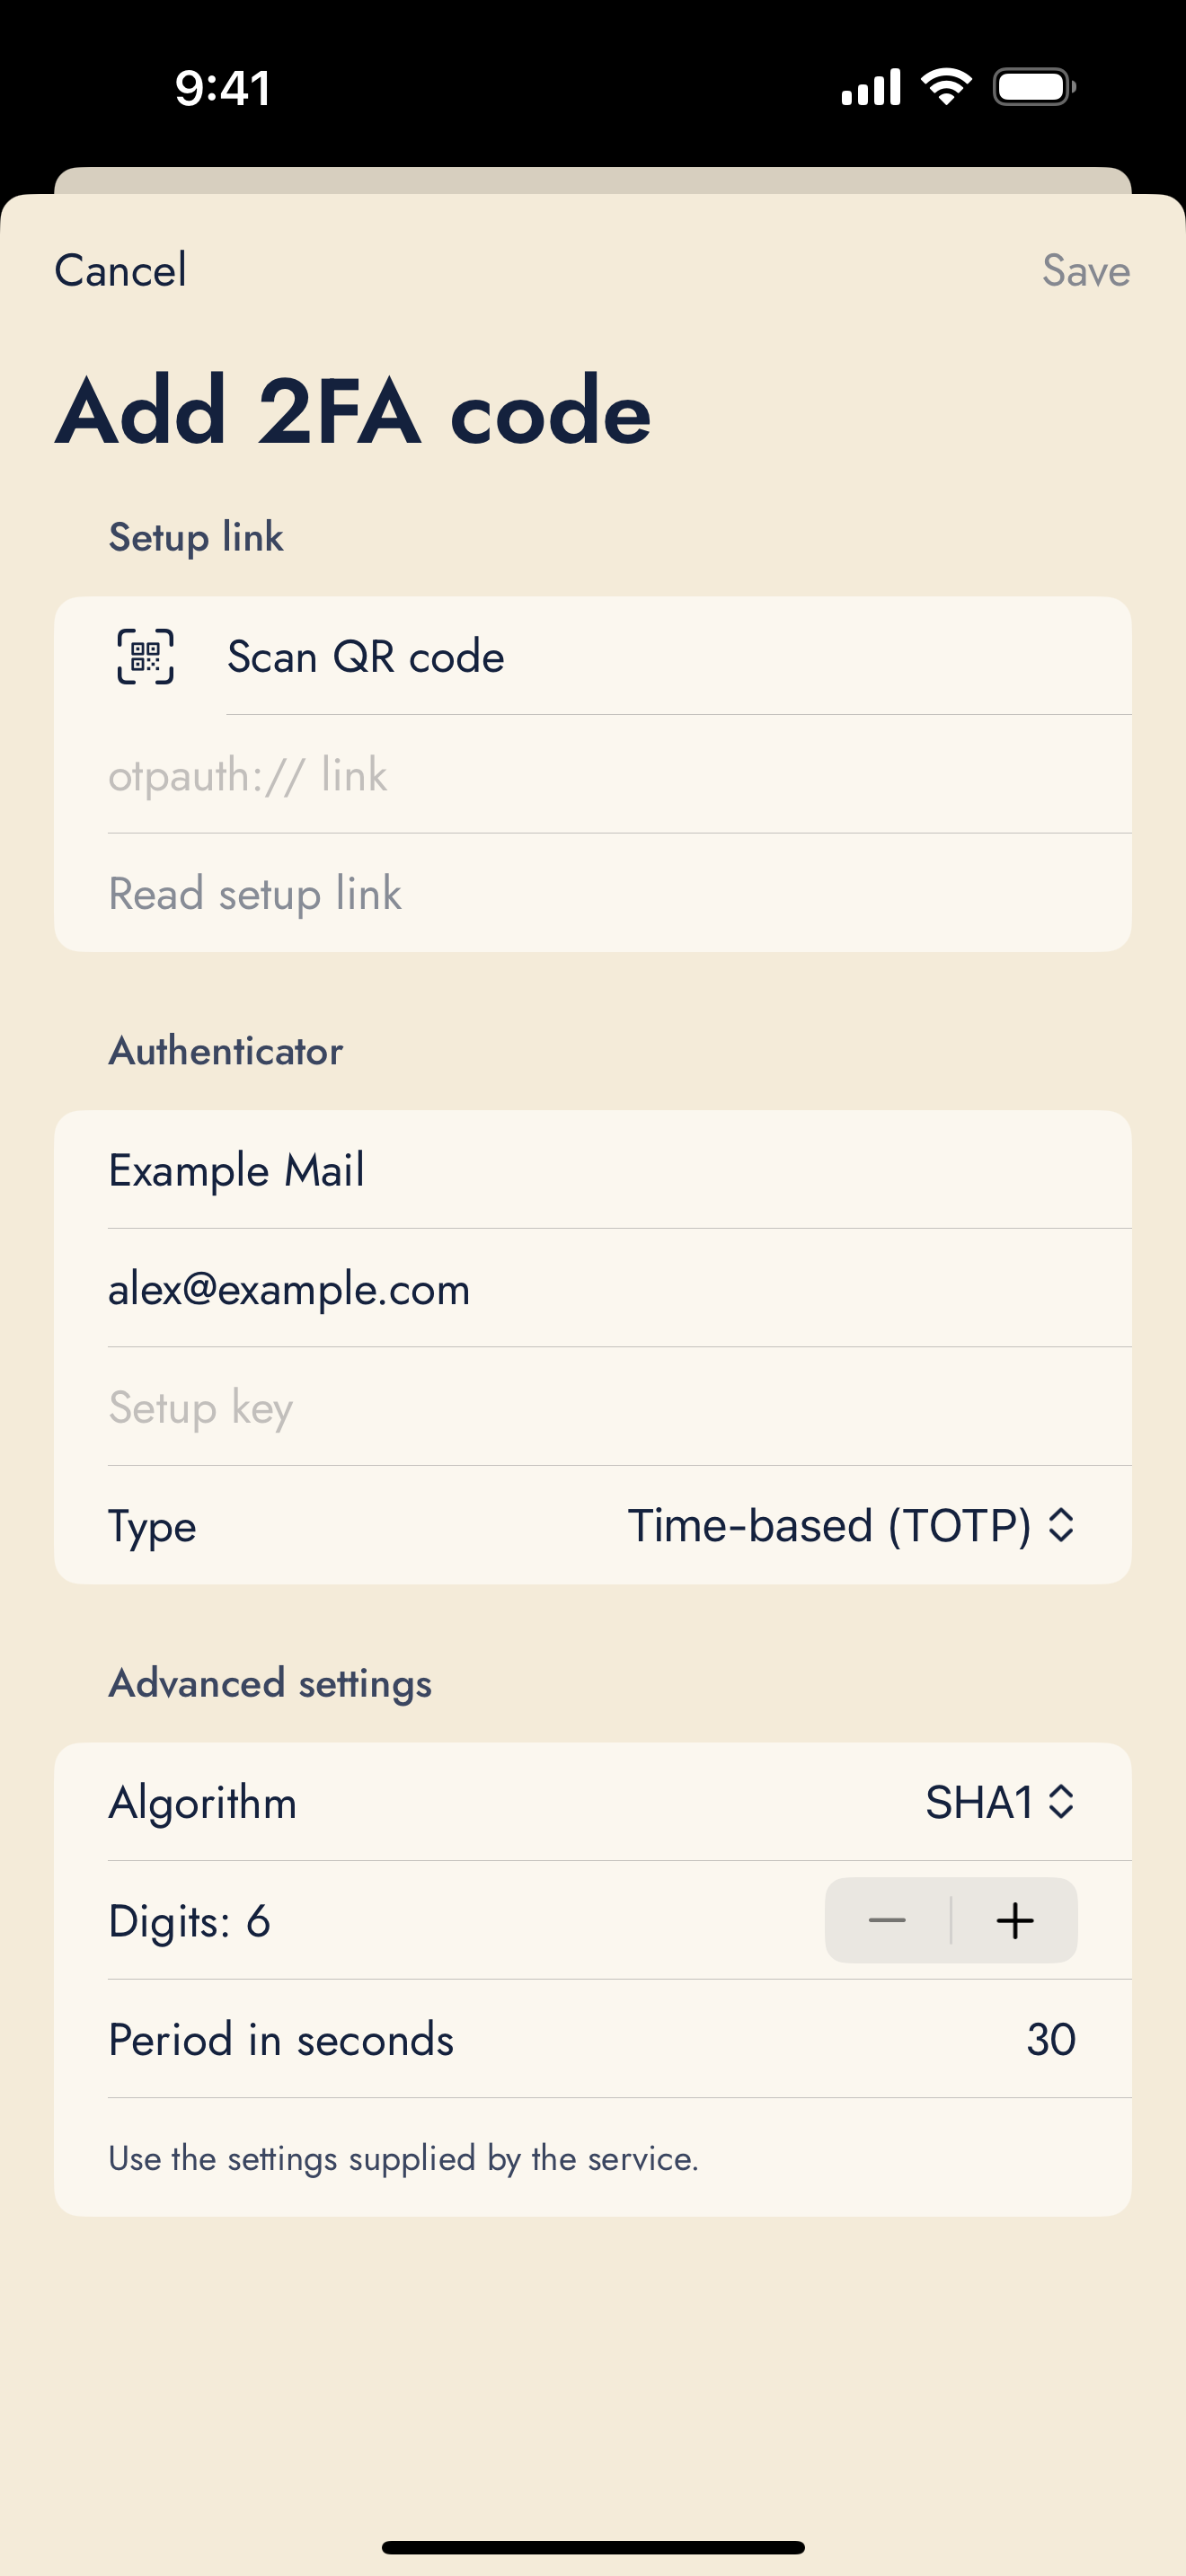 9:41
Cancel
Save
Add 2FA code
Setup link
Scan QR code
otpauth:// link
Read setup link
Authenticator
Example Mail
alex@example.com
Setup key
Type
Time-based (TOTP)
Advanced settings
Algorithm
SHA1
Digits: 6
Period in seconds
30
Use the settings supplied by the service.